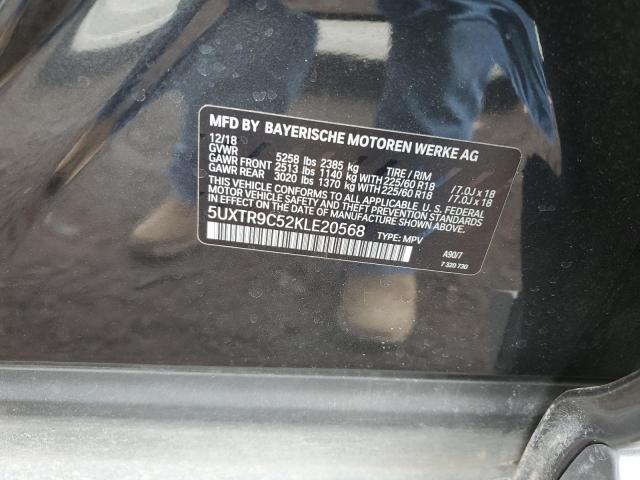 MFD BY BAYERISCHE MOTOREN WERKE AG
12/18
GVWR 5258 lbs 2385 kg TIRE / RIM
GAWR FRONT 2513 lbs 1140 kg WITH 225/60 R18 /7.0J x 18
GAWR REAR 3020 lbs 1370 kg WITH 225/60 R18 /7.0J x 18
THIS VEHICLE CONFORMS TO ALL APPLICABLE U.S. FEDERAL
MOTOR VEHICLE SAFETY AND THEFT PREVENTION STANDARDS
IN EFFECT ON THE DATE OF MANUFACTURE SHOWN ABOVE.
5UXTR9C52KLE20568
TYPE: MPV A90/7
7 320 730